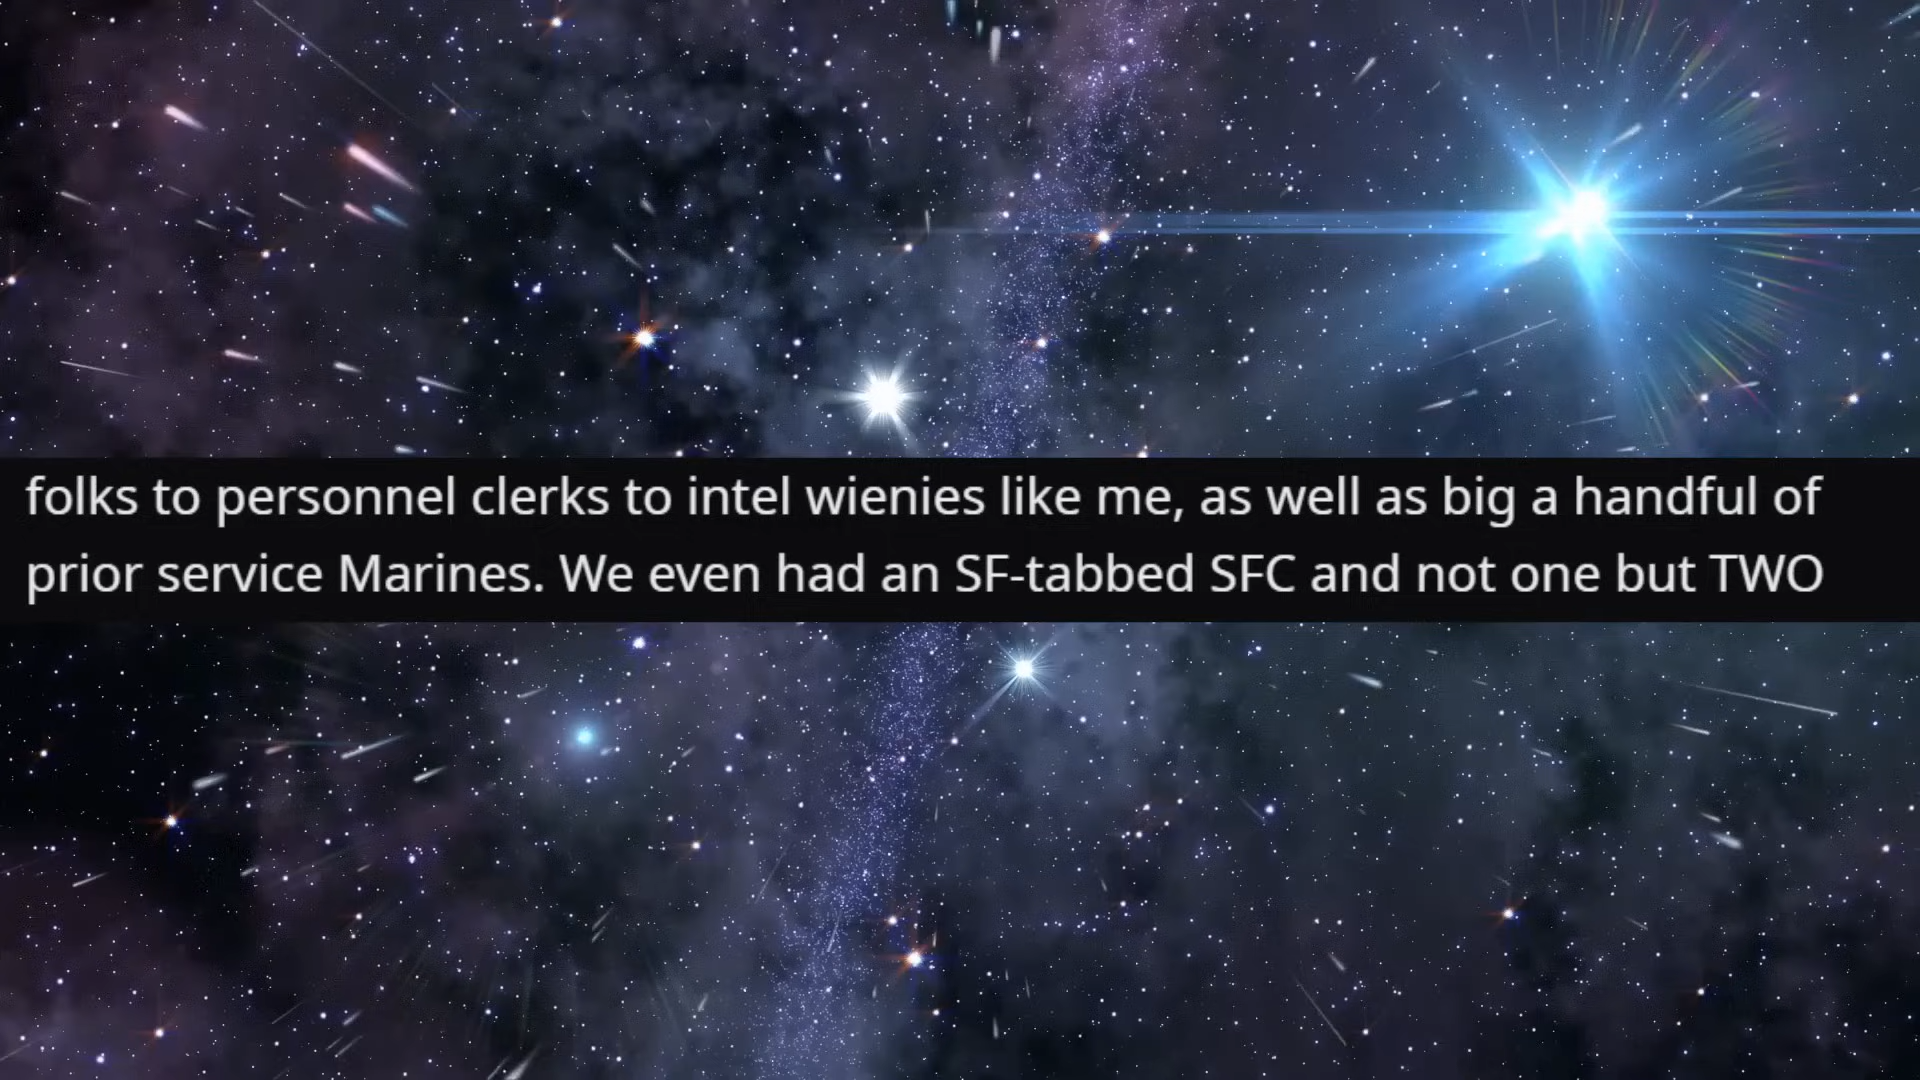 folks to personnel clerks to intel wienies like me, as well as big a handful of
prior service Marines. We even had an SF-tabbed SFC and not one but TWO